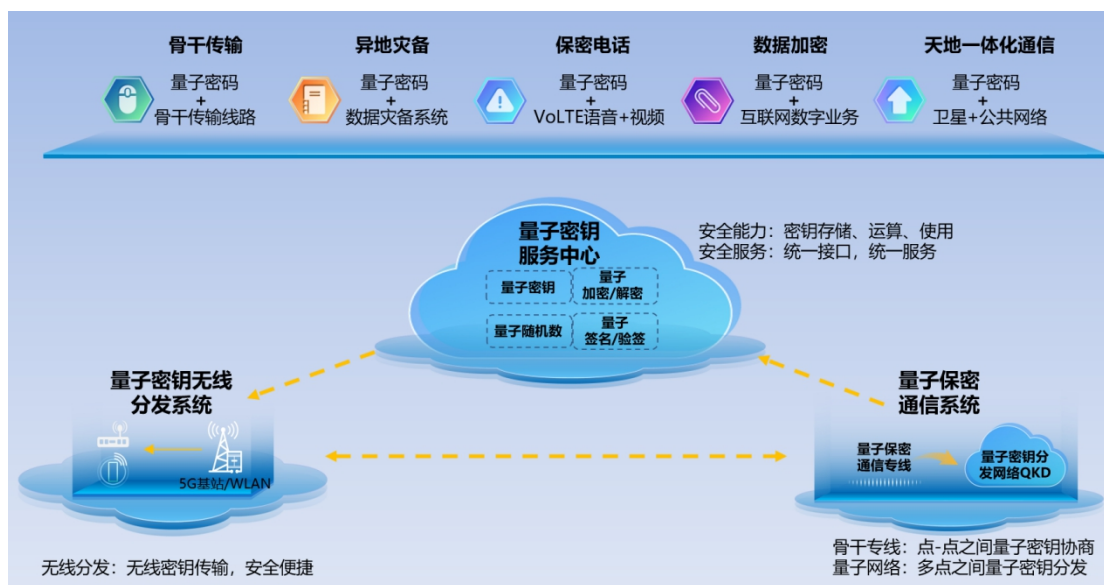 骨干传输
异地灾备
保密电话
数据加密
天地一体化通信
量子密码
+
骨干传输线路
量子密码
+
数据灾备系统
量子密码
+
VoLTE语音+视频
量子密码
+
互联网数字业务
量子密码
+
卫星+公共网络
量子密钥
服务中心
量子密钥
量子
加密/解密
量子随机数
量子
签名/验签
安全能力：密钥存储、运算、使用
安全服务：统一接口，统一服务
量子密钥无线
分发系统
5G基站/WLAN
无线分发：无线密钥传输，安全便捷
量子保密
通信系统
量子保密
通信专线
量子密钥分
发网络QKD
骨干专线：点-点之间量子密钥协商
量子网络：多点之间量子密钥分发